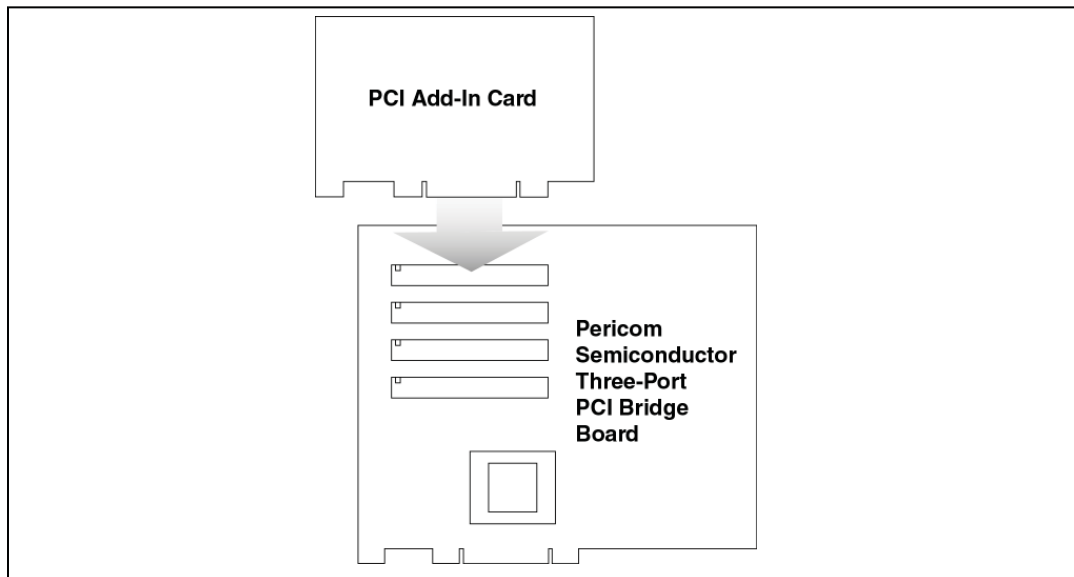 PCI Add-In Card
Pericom
Semiconductor
Three-Port
PCI Bridge
Board